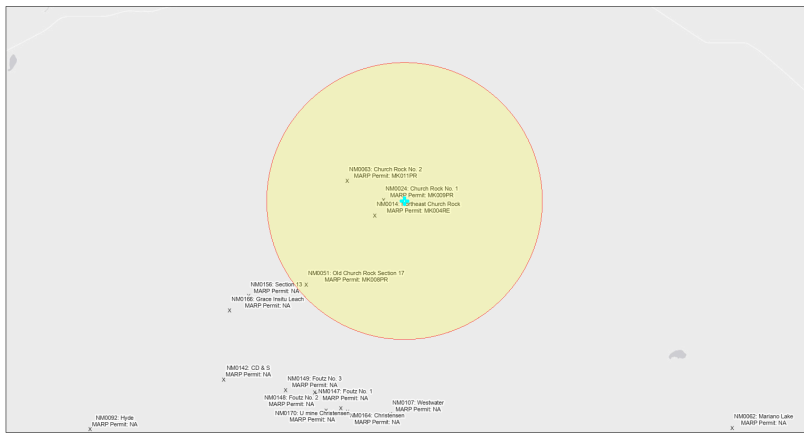 NM0063: Church Rock No. 2
MARP Permit: MK011PR
NM0024: Church Rock No. 1
MARP Permit: MK009PR
NM0014: Northeast Church Rock
MARP Permit: MK004RE
NM0051: Old Church Rock Section 17
MARP Permit: MK008PR
NM0156: Section 13
MARP Permit: NA
NM0166: Grace Insitu Leach
MARP Permit: NA
NM0142: CD & S
MARP Permit: NA
NM0149: Foutz No. 3
MARP Permit: NA
NM0147: Foutz No. 1
MARP Permit: NA
NM0148: Foutz No. 2
MARP Permit: NA
NM0107: Westwater
MARP Permit: NA
NM0170: U mine Christensen
MARP Permit: NA
NM0164: Christensen
MARP Permit: NA
NM0092: Hyde
MARP Permit: NA
NM0062: Mariano Lake
MARP Permit: NA